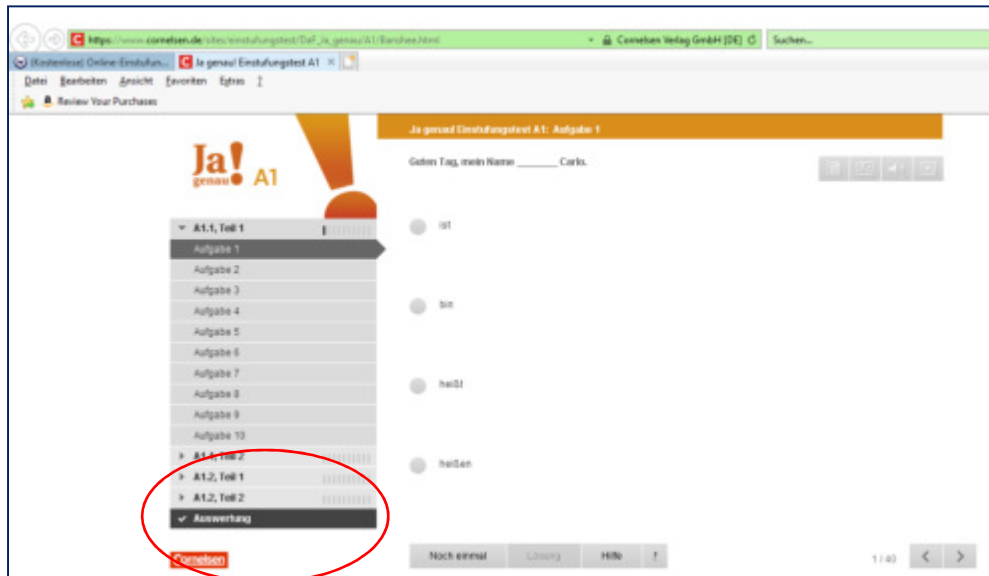 https://www.cornelsen.de/sites/einstufungstest/DaF_Ja_genau/A1/Banshee.html
Cornelsen Verlag GmbH [DE]
Suchen...
(Kostenlose) Online-Einstufun...
Ja genau! Einstufungstest A1
Datei Bearbeiten Ansicht Favoriten Extras ?
Review Your Purchases
Ja genau! Einstufungstest A1: Aufgabe 1
Ja!
genau
A1
Guten Tag, mein Name _______ Carlo.
A1.1, Teil 1
Aufgabe 1
Aufgabe 2
Aufgabe 3
Aufgabe 4
Aufgabe 5
Aufgabe 6
Aufgabe 7
Aufgabe 8
Aufgabe 9
Aufgabe 10
A1.1, Teil 2
A1.2, Teil 1
A1.2, Teil 2
Auswertung
Cornelsen
ist
bin
heißt
heißen
Noch einmal
Lösung
Hilfe
?
1 / 40